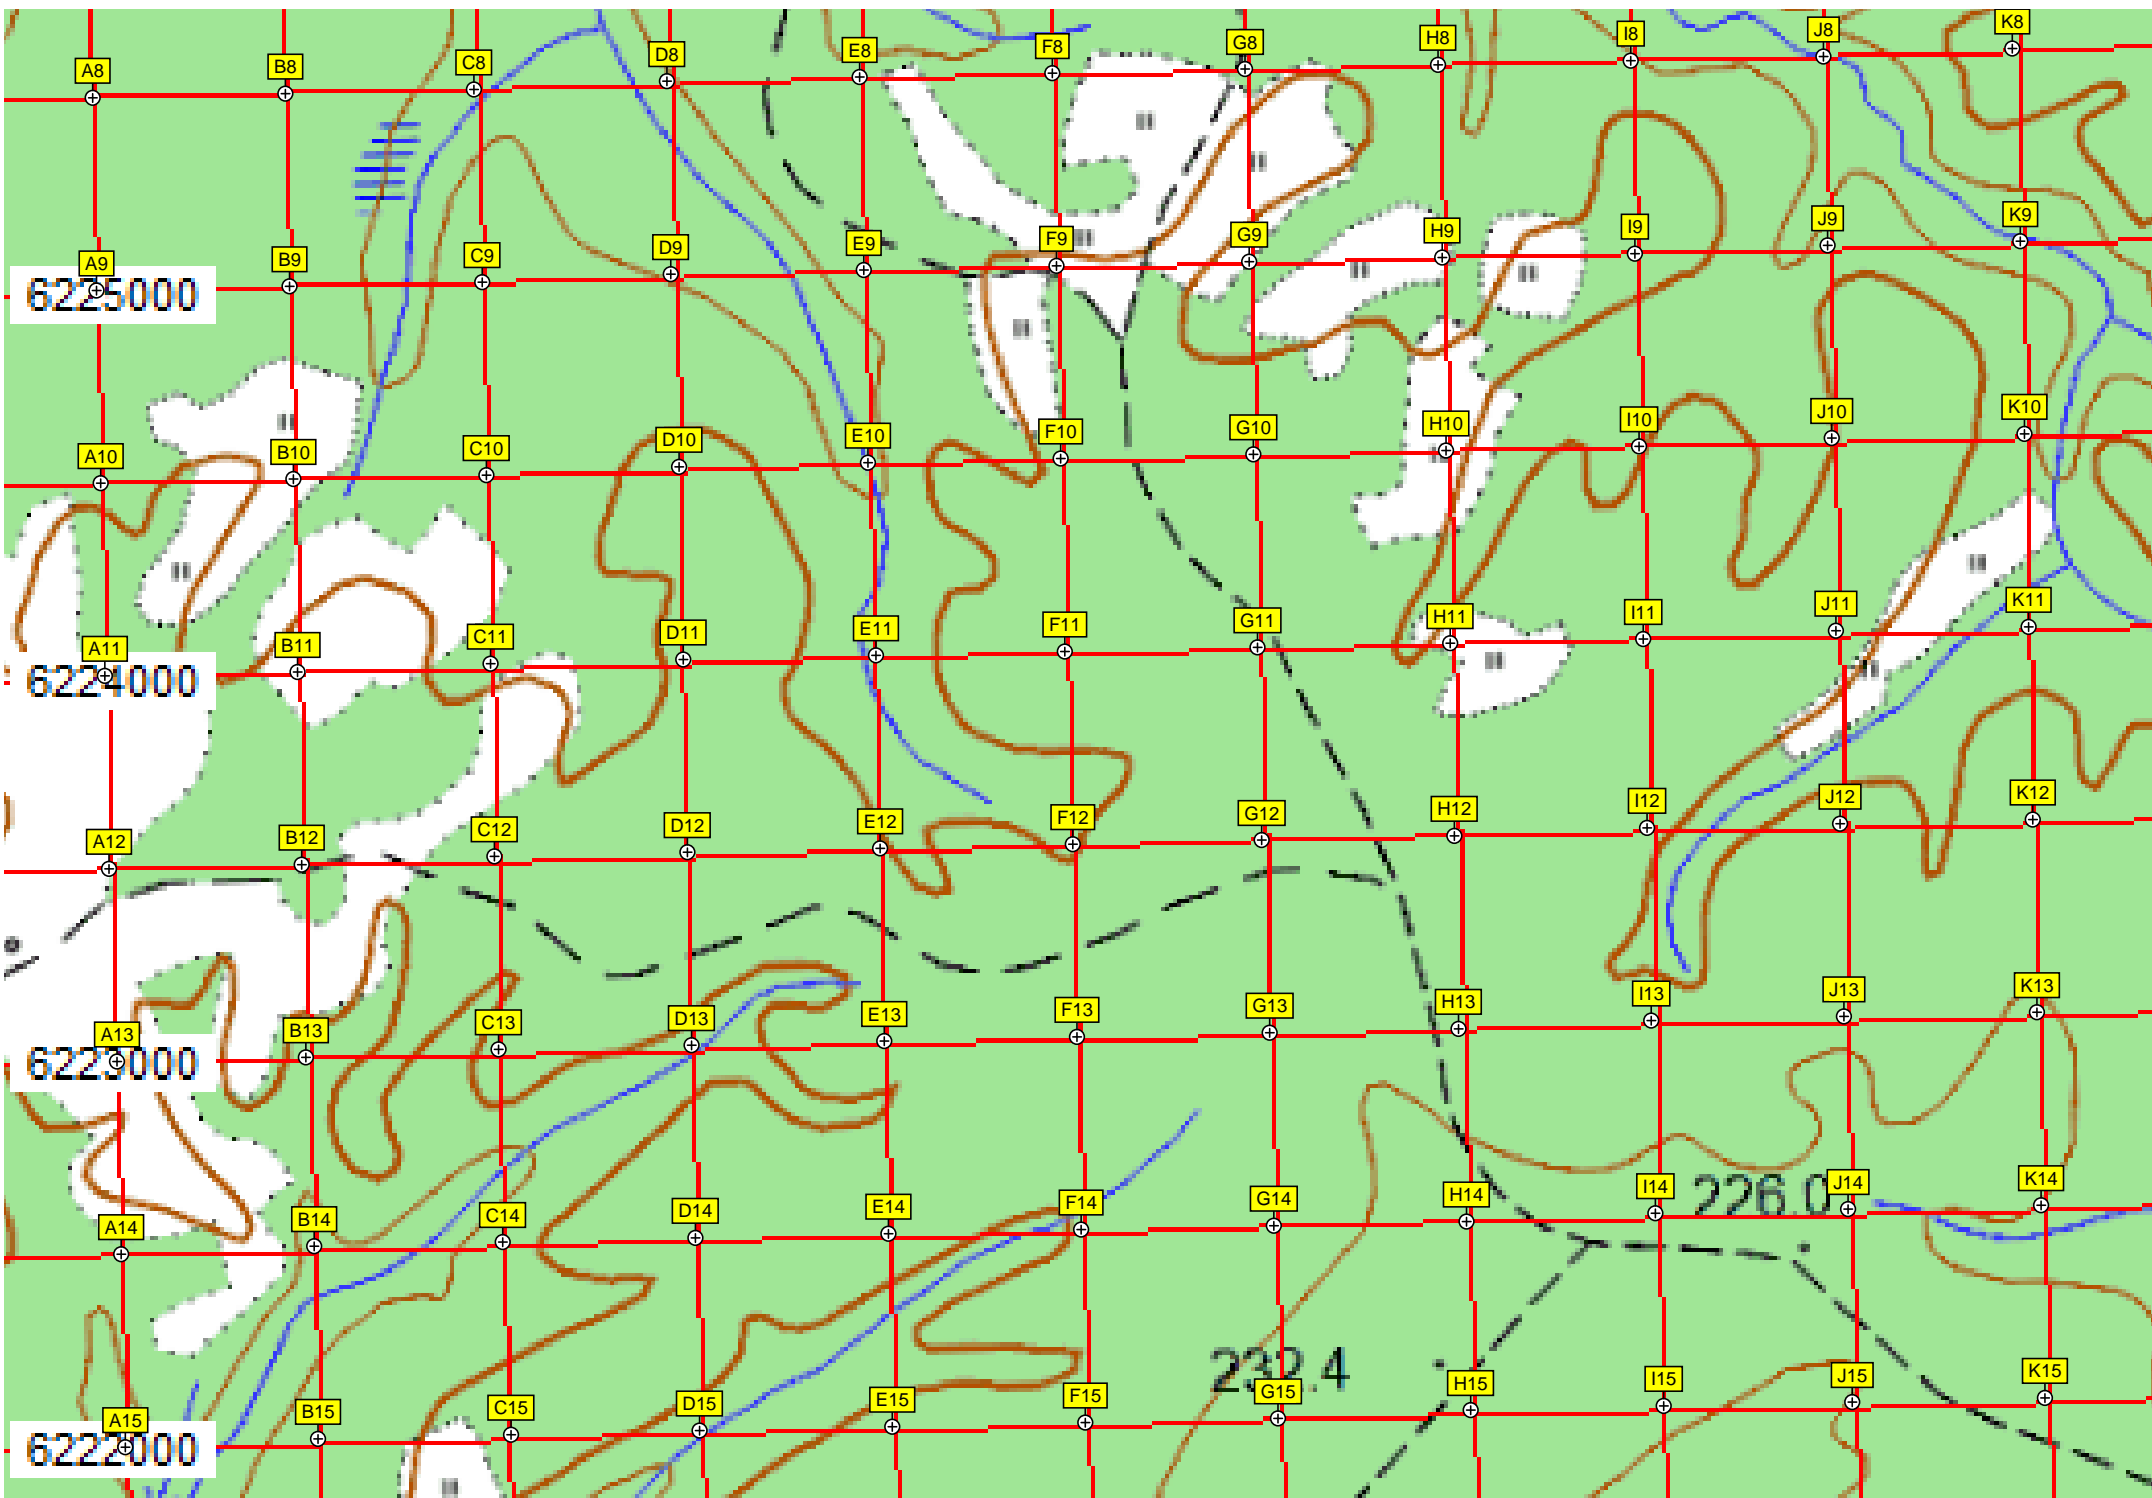 A8 B8 C8 D8 E8 F8 G8 H8 I8 J8 K8
A9 B9 C9 D9 E9 F9 G9 H9 I9 J9 K9
6225000
A10 B10 C10 D10 E10 F10 G10 H10 I10 J10 K10
A11 B11 C11 D11 E11 F11 G11 H11 I11 J11 K11
6224000
A12 B12 C12 D12 E12 F12 G12 H12 I12 J12 K12
A13 B13 C13 D13 E13 F13 G13 H13 I13 J13 K13
6223000
A14 B14 C14 D14 E14 F14 G14 H14 I14 J14 K14
226.0
232.4
A15 B15 C15 D15 E15 F15 G15 H15 I15 J15 K15
6222000